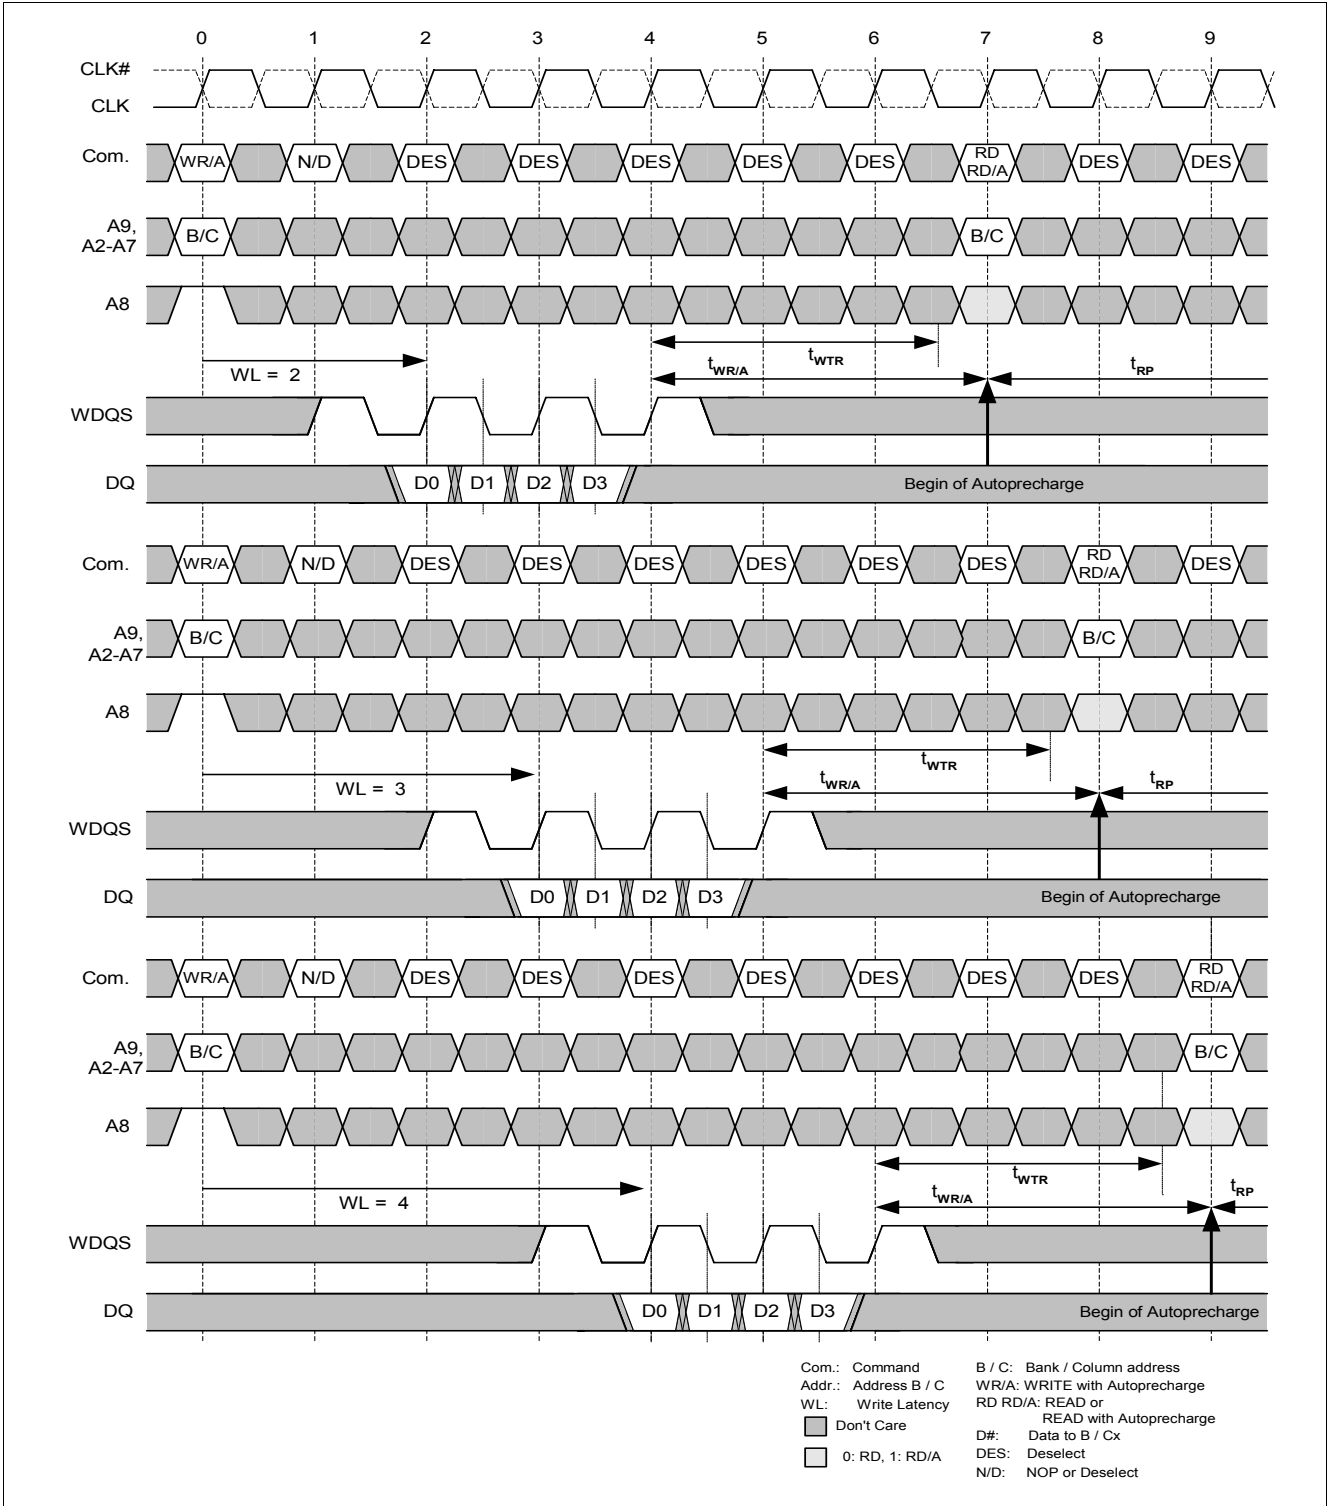 0 1 2 3 4 5 6 7 8 9
CLK#
CLK
Com. WR/A N/D DES DES DES DES DES RD RD/A DES DES
A9, A2-A7 B/C B/C
A8
tWTR
WL = 2 tWR/A tRP
WDQS
DQ D0 D1 D2 D3 Begin of Autoprecharge
Com. WR/A N/D DES DES DES DES DES DES RD RD/A DES
A9, A2-A7 B/C B/C
A8
tWTR
WL = 3 tWR/A tRP
WDQS
DQ D0 D1 D2 D3 Begin of Autoprecharge
Com. WR/A N/D DES DES DES DES DES DES DES RD RD/A
A9, A2-A7 B/C B/C
A8
tWTR
WL = 4 tWR/A tRP
WDQS
DQ D0 D1 D2 D3 Begin of Autoprecharge
Com.: Command
Addr.: Address B / C
WL: Write Latency
Don't Care
0: RD, 1: RD/A
B / C: Bank / Column address
WR/A: WRITE with Autoprecharge
RD RD/A: READ or
READ with Autoprecharge
D#: Data to B / Cx
DES: Deselect
N/D: NOP or Deselect